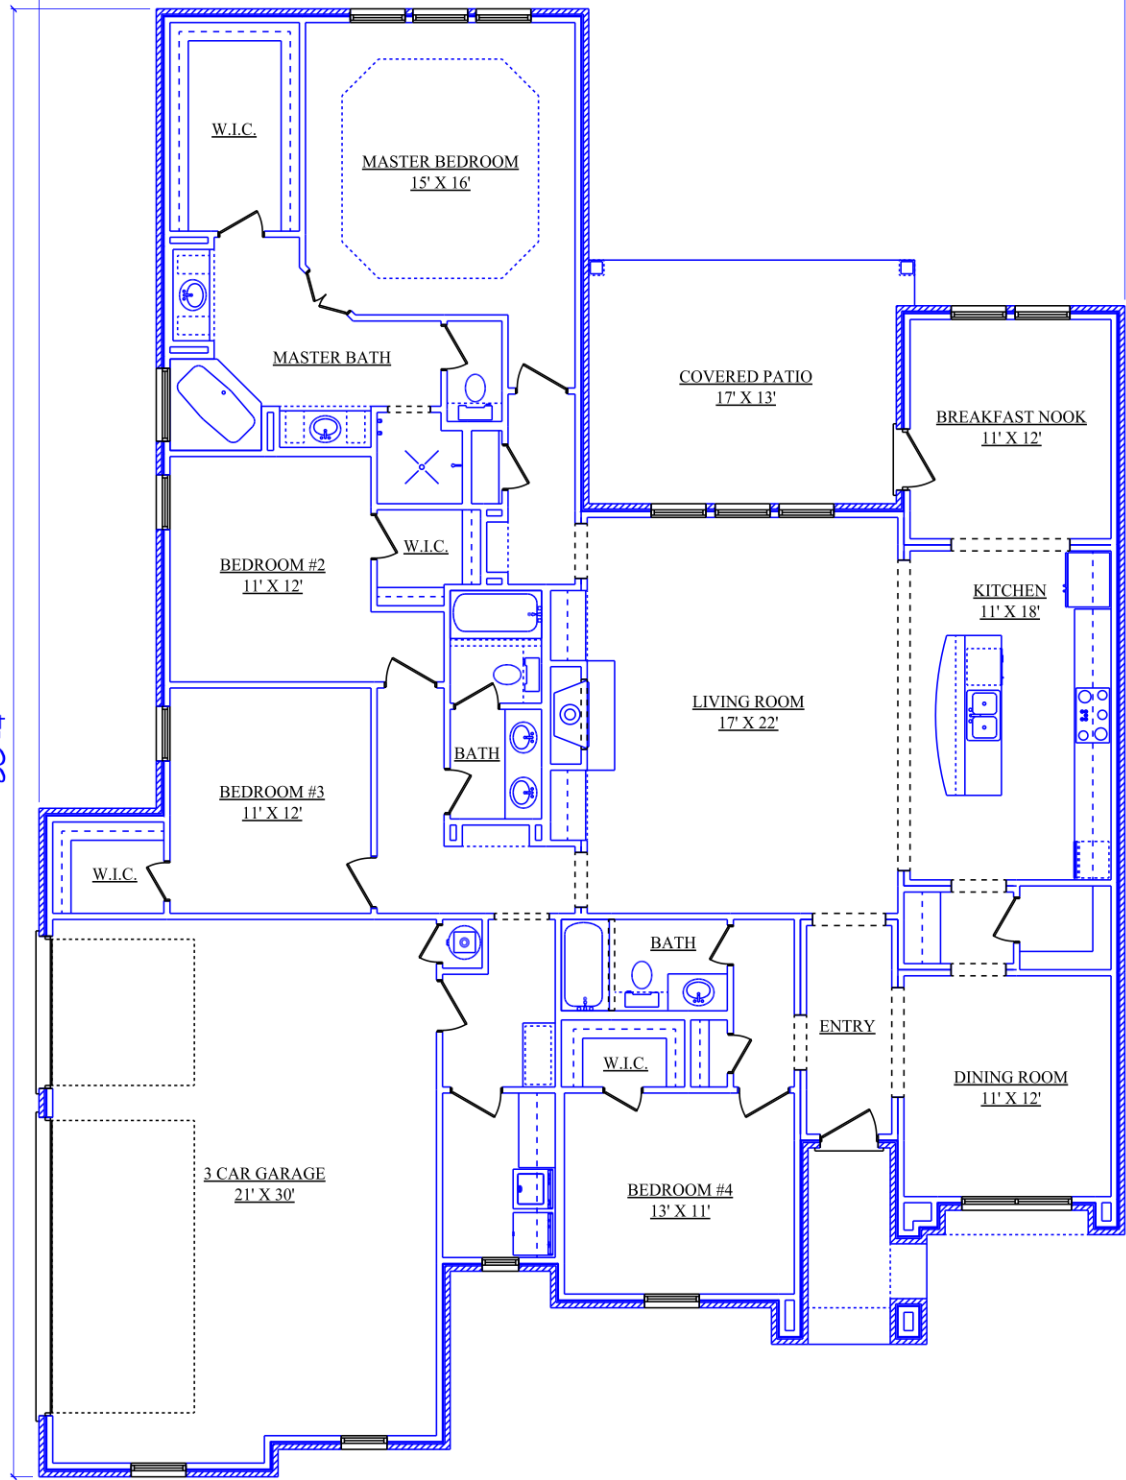 W.I.C.
MASTER BEDROOM
15' X 16'
MASTER BATH
COVERED PATIO
17' X 13'
BREAKFAST NOOK
11' X 12'
BEDROOM #2
11' X 12'
W.I.C.
KITCHEN
11' X 18'
LIVING ROOM
17' X 22'
BATH
BEDROOM #3
11' X 12'
W.I.C.
BATH
ENTRY
W.I.C.
DINING ROOM
11' X 12'
3 CAR GARAGE
21' X 30'
BEDROOM #4
13' X 11'